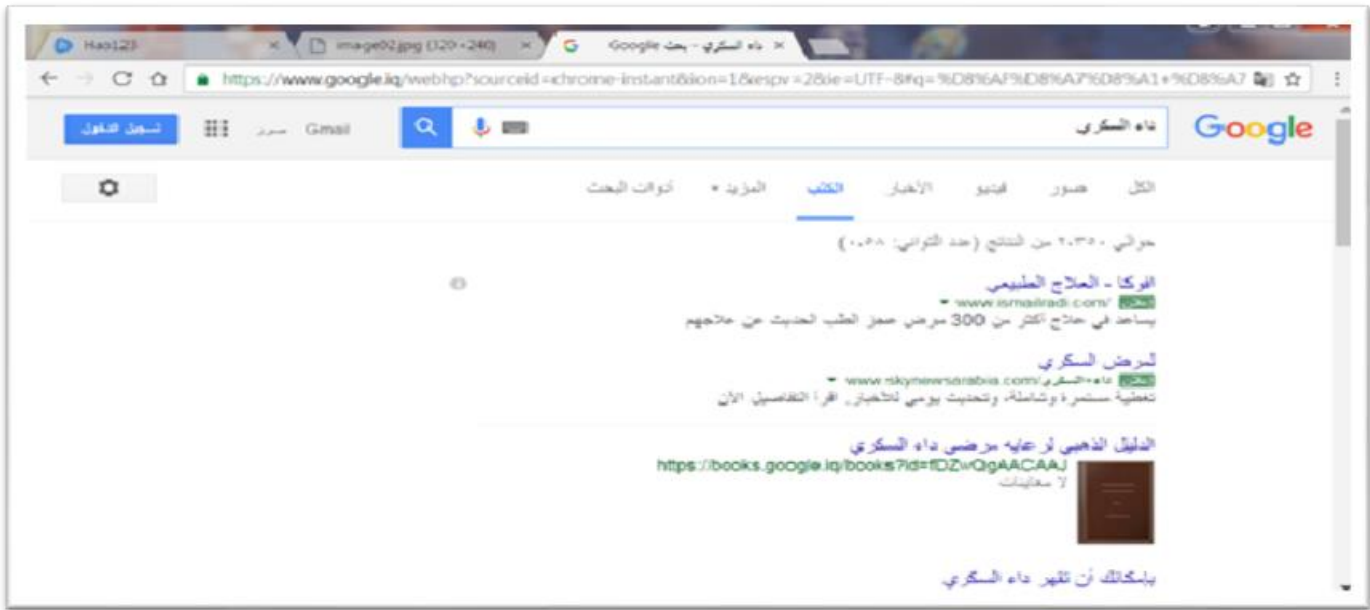 Hao123
image02.jpg (320×240)
داء السكري - بحث Google
https://www.google.iq/webhp?sourceid=chrome-instant&ion=1&espv=2&ie=UTF-8#q=%D8%AF%D8%A7%D8%A1+%D8%A7
Google
داء السكري
Gmail
صور
تسجيل الدخول
الكل صور فيديو الأخبار الكتب المزيد أدوات البحث
حوالي ٢٬٣٥٠ من النتائج (عدد الثواني: ٠٫٥٨)
العلاج الطبيعي
إعلان www.ismailradi.com/
يساعد في علاج أكثر من 300 مرض عجز الطب الحديث عن علاجهم
لمرض السكري
إعلان www.skynewsarabia.com/داء+السكري
تغطية مستمرة وشاملة، وتحديث يومي للأخبار. اقرأ التفاصيل الآن
الدليل الذهبي لرعايه مرضى داء السكري
https://books.google.iq/books?id=
لا معاينات
بإمكانك أن تقهر داء السكري